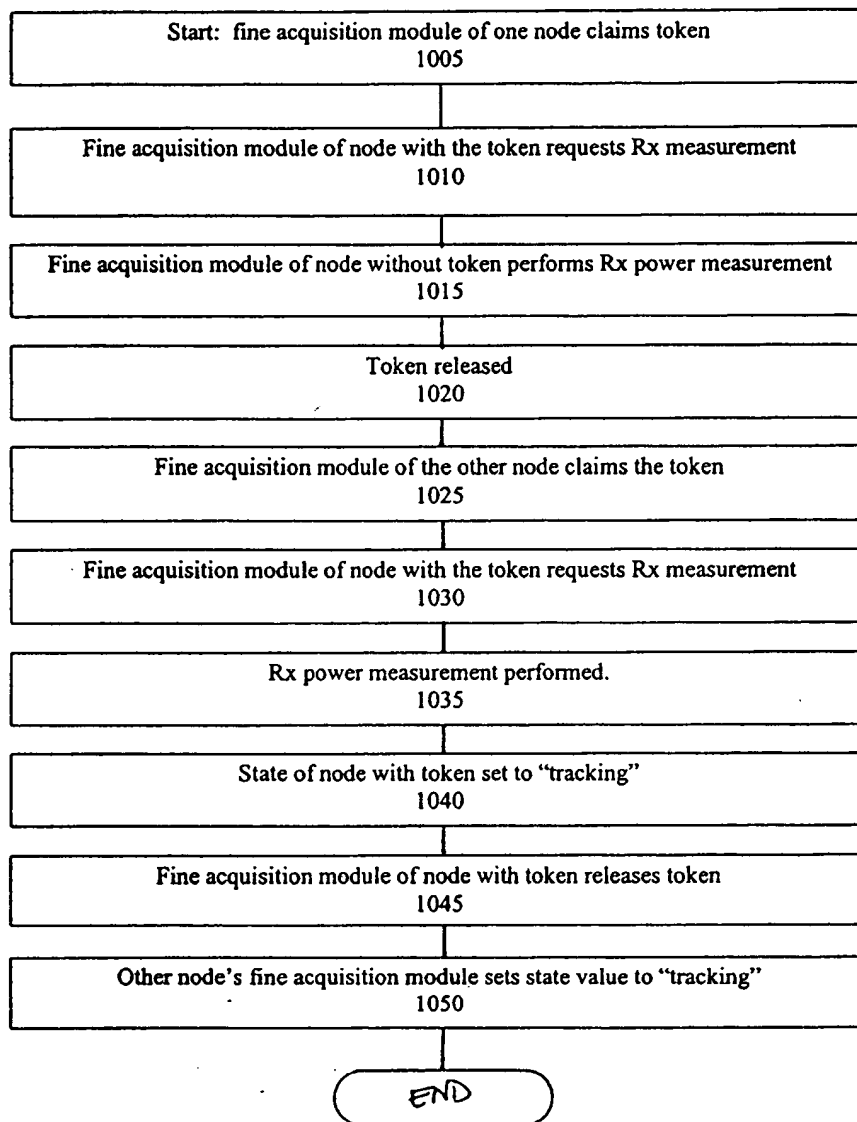 Start: fine acquisition module of one node claims token
1005
Fine acquisition module of node with the token requests Rx measurement
1010
Fine acquisition module of node without token performs Rx power measurement
1015
Token released
1020
Fine acquisition module of the other node claims the token
1025
Fine acquisition module of node with the token requests Rx measurement
1030
Rx power measurement performed.
1035
State of node with token set to “tracking”
1040
Fine acquisition module of node with token releases token
1045
Other node's fine acquisition module sets state value to “tracking”
1050
END